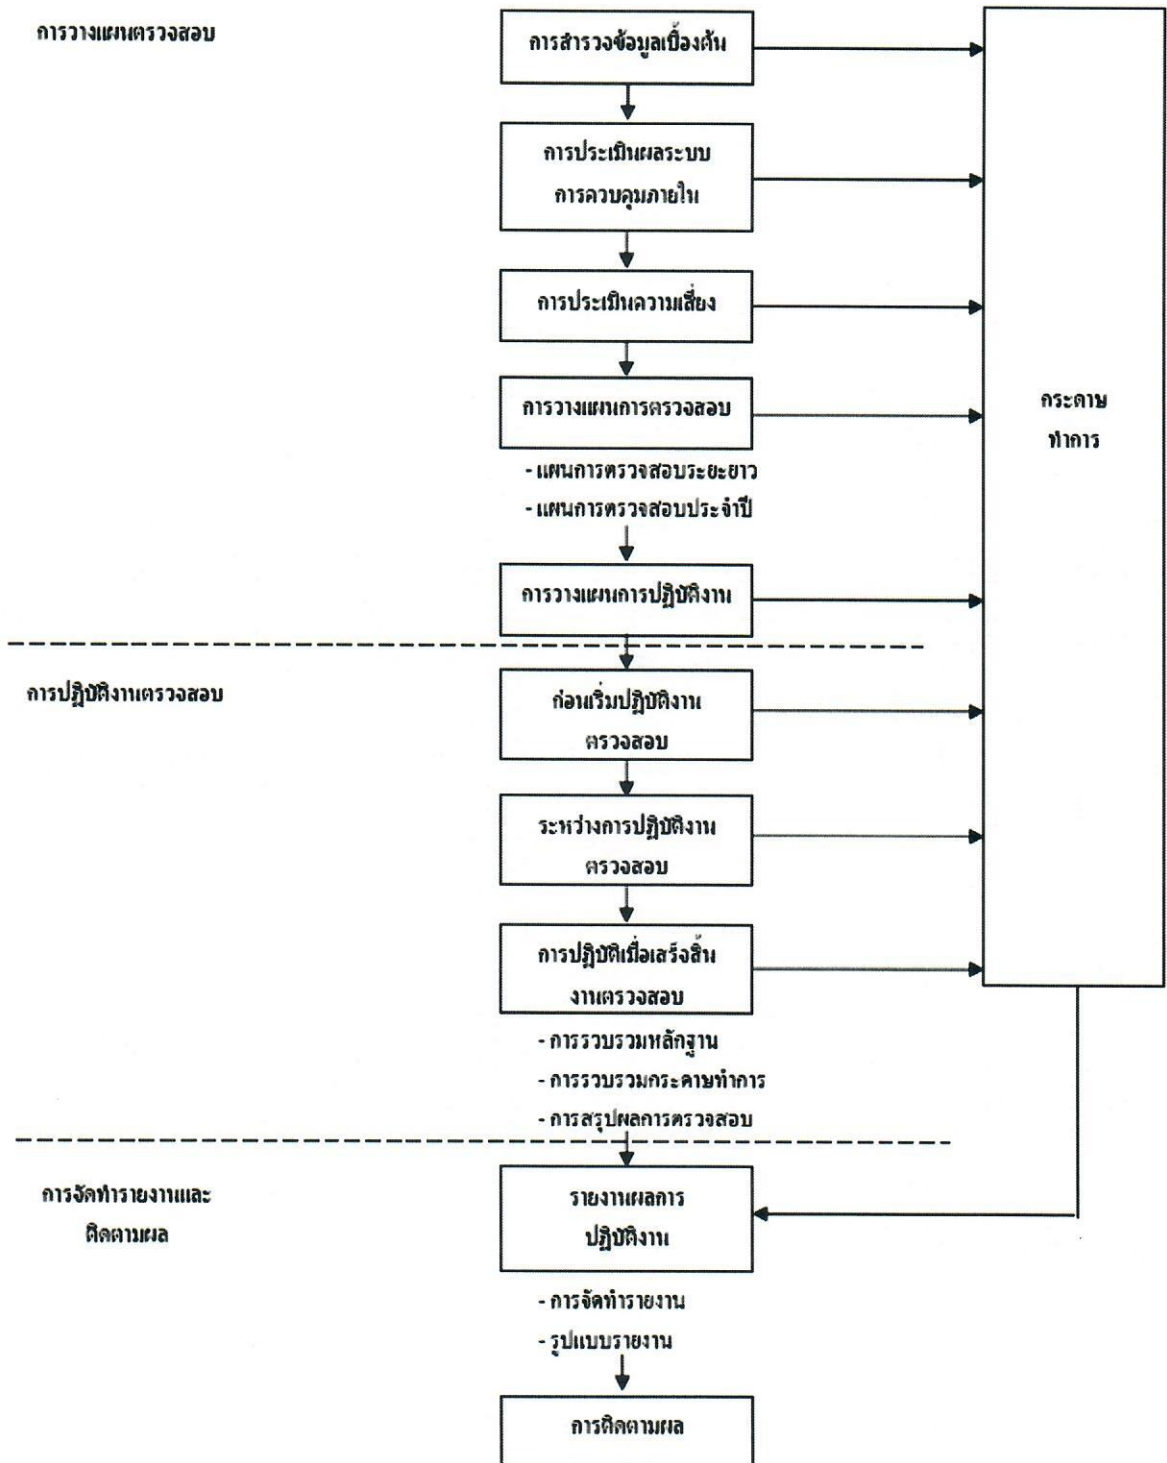 การวางแผนตรวจสอบ
การสำรวจข้อมูลเบื้องต้น
การประเมินผลระบบ
การควบคุมภายใน
การประเมินความเสี่ยง
การวางแผนการตรวจสอบ
- แผนการตรวจสอบระยะยาว
- แผนการตรวจสอบประจำปี
การวางแผนการปฏิบัติงาน
กระดาษ
ทำการ
การปฏิบัติงานตรวจสอบ
ก่อนเริ่มปฏิบัติงาน
ตรวจสอบ
ระหว่างการปฏิบัติงาน
ตรวจสอบ
การปฏิบัติเมื่อเสร็จสิ้น
งานตรวจสอบ
- การรวบรวมหลักฐาน
- การรวบรวมกระดาษทำการ
- การสรุปผลการตรวจสอบ
การจัดทำรายงานและ
ติดตามผล
รายงานผลการ
ปฏิบัติงาน
- การจัดทำรายงาน
- รูปแบบรายงาน
การติดตามผล